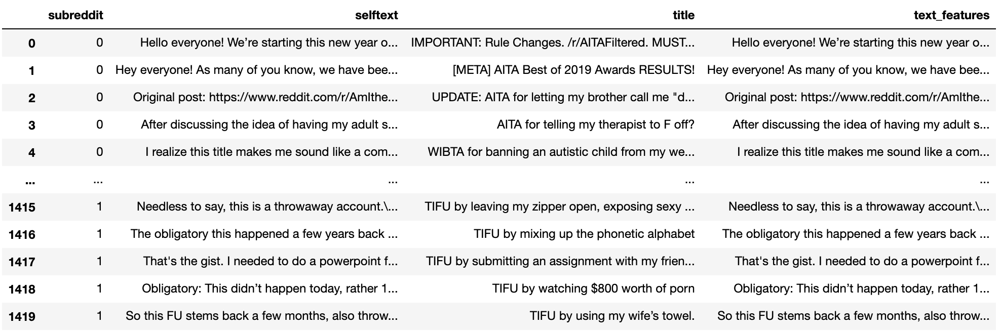 subreddit selftext title text_features
0 0 Hello everyone! We’re starting this new year o... IMPORTANT: Rule Changes. /r/AITAFiltered. MUST... Hello everyone! We’re starting this new year o...
1 0 Hey everyone! As many of you know, we have bee... [META] AITA Best of 2019 Awards RESULTS! Hey everyone! As many of you know, we have bee...
2 0 Original post: https://www.reddit.com/r/AmIthe... UPDATE: AITA for letting my brother call me "d... Original post: https://www.reddit.com/r/AmIthe...
3 0 After discussing the idea of having my adult s... AITA for telling my therapist to F off? After discussing the idea of having my adult s...
4 0 I realize this title makes me sound like a com... WIBTA for banning an autistic child from my we... I realize this title makes me sound like a com...
... ... ... ... ...
1415 1 Needless to say, this is a throwaway account.\... TIFU by leaving my zipper open, exposing sexy ... Needless to say, this is a throwaway account.\...
1416 1 The obligatory this happened a few years back ... TIFU by mixing up the phonetic alphabet The obligatory this happened a few years back ...
1417 1 That's the gist. I needed to do a powerpoint f... TIFU by submitting an assignment with my frien... That's the gist. I needed to do a powerpoint f...
1418 1 Obligatory: This didn’t happen today, rather 1... TIFU by watching $800 worth of porn Obligatory: This didn’t happen today, rather 1...
1419 1 So this FU stems back a few months, also throw... TIFU by using my wife’s towel. So this FU stems back a few months, also throw...